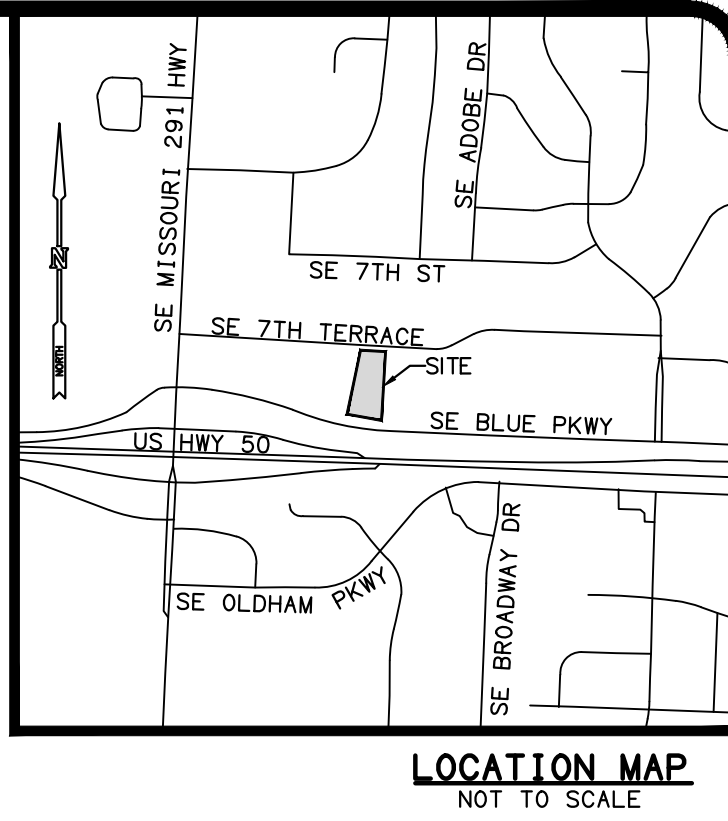 SE MISSOURI 291 HWY
SE ADOBE DR
N
NORTH
SE 7TH ST
SE 7TH TERRACE
SITE
SE BLUE PKWY
US HWY 50
SE OLDHAM PKWY
SE BROADWAY DR
LOCATION MAP
NOT TO SCALE